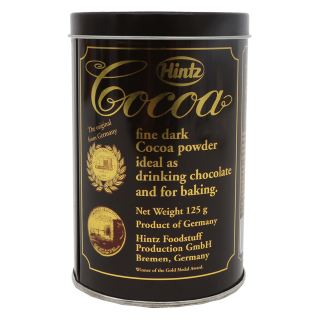 Hintz
Cocoa
The original
from Germany
fine dark
Cocoa powder
ideal as
drinking chocolate
and for baking.
Net Weight 125 g
Product of Germany
Hintz Foodstuff
Production GmbH
Bremen, Germany
Winner of the Gold Medal Award.